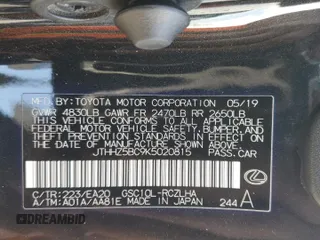 MFD. BY: TOYOTA MOTOR CORPORATION 05/19
GVWR 4830LB GAWR FR 2470LB RR 2650LB
THIS VEHICLE CONFORMS TO ALL APPLICABLE FEDERAL
MOTOR VEHICLE SAFETY, BUMPER, AND THEFT PREVENTION
STANDARDS IN EFFECT ON THE DATE OF MANUFACTURE
SHOWN ABOVE.
JTHHZ5BC9K5020815
PASS. CAR
C/TR: 223/EA20 GSC10L-RCZLHA
A/TM: A01A/AA81E MADE IN JAPAN 244 A